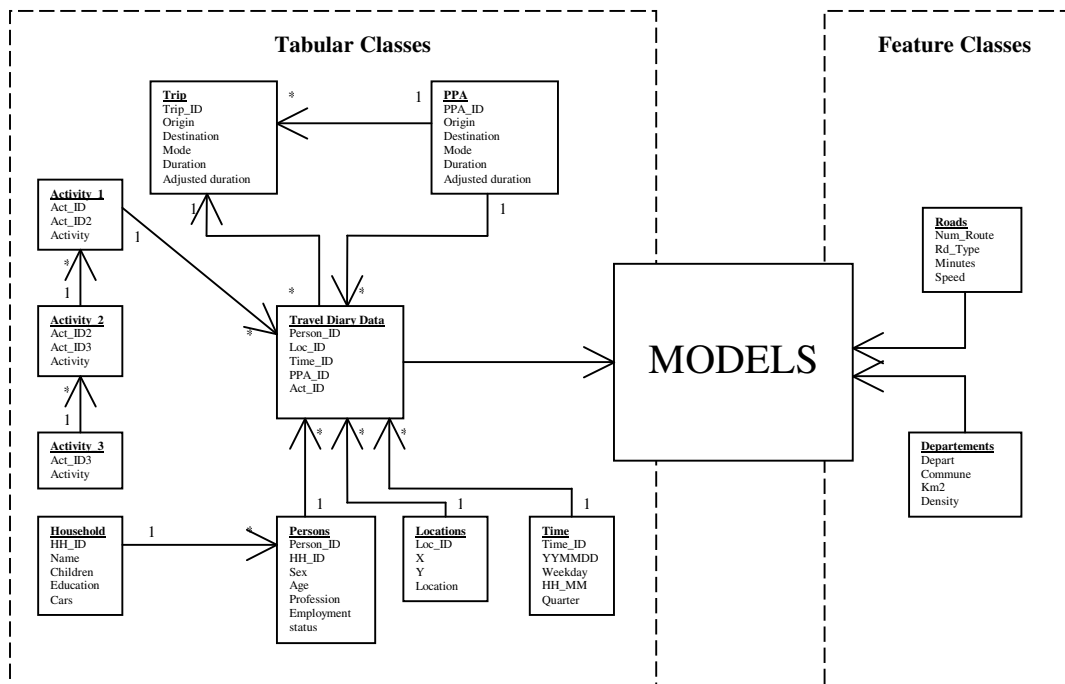 Tabular Classes
Feature Classes
Trip
Trip_ID
Origin
Destination
Mode
Duration
Adjusted duration
*
1
PPA
PPA_ID
Origin
Destination
Mode
Duration
Adjusted duration
1
1
Activity_1
Act_ID
Act_ID2
Activity
1
*
1
Activity_2
Act_ID2
Act_ID3
Activity
*
1
Activity_3
Act_ID3
Activity
*
*
*
Travel Diary Data
Person_ID
Loc_ID
Time_ID
PPA_ID
Act_ID
*
*
*
MODELS
Roads
Num_Route
Rd_Type
Minutes
Speed
Departements
Depart
Commune
Km2
Density
Household
HH_ID
Name
Children
Education
Cars
1
*
1
Persons
Person_ID
HH_ID
Sex
Age
Profession
Employment
status
1
Locations
Loc_ID
X
Y
Location
1
Time
Time_ID
YYMMDD
Weekday
HH_MM
Quarter